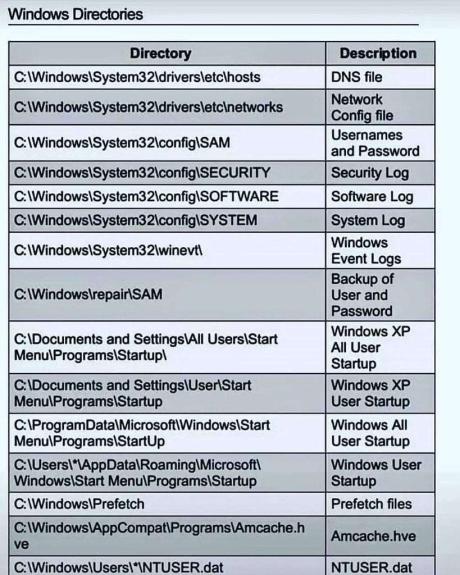 Windows Directories
Directory Description
C:\Windows\System32\drivers\etc\hosts DNS file
C:\Windows\System32\drivers\etc\networks Network
Config file
C:\Windows\System32\config\SAM Usernames
and Password
C:\Windows\System32\config\SECURITY Security Log
C:\Windows\System32\config\SOFTWARE Software Log
C:\Windows\System32\config\SYSTEM System Log
C:\Windows\System32\winevt\ Windows
Event Logs
C:\Windows\repair\SAM Backup of
User and
Password
C:\Documents and Settings\All Users\Start
Menu\Programs\Startup\ Windows XP
All User
Startup
C:\Documents and Settings\User\Start
Menu\Programs\Startup Windows XP
User Startup
C:\ProgramData\Microsoft\Windows\Start
Menu\Programs\StartUp Windows All
User Startup
C:\Users\*\AppData\Roaming\Microsoft\
Windows\Start Menu\Programs\Startup Windows User
Startup
C:\Windows\Prefetch Prefetch files
C:\Windows\AppCompat\Programs\Amcache.h
ve Amcache.hve
C:\Windows\Users\*\NTUSER.dat NTUSER.dat